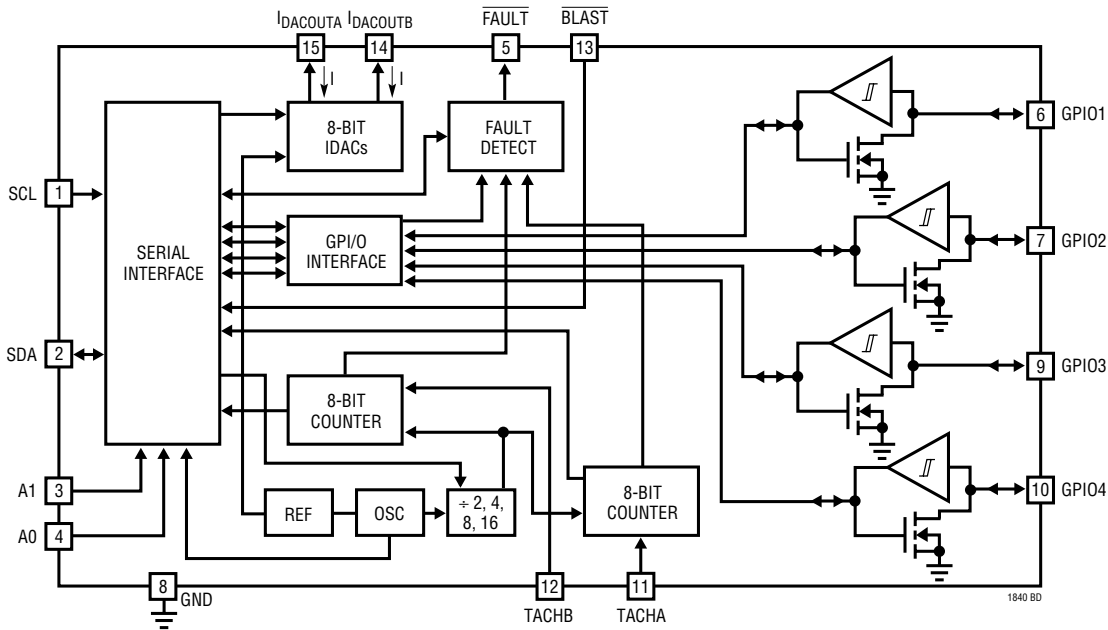 IDACOUTA IDACOUTB FAULT BLAST
15 14 5 13
I I
8-BIT
IDACs
FAULT
DETECT
6 GPIO1
SCL 1
SERIAL
INTERFACE
GPI/O
INTERFACE
7 GPIO2
SDA 2
9 GPIO3
8-BIT
COUNTER
A1 3
A0 4
REF
OSC
÷ 2, 4,
8, 16
8-BIT
COUNTER
10 GPIO4
8 GND
12 11
TACHB TACHA
1840 BD